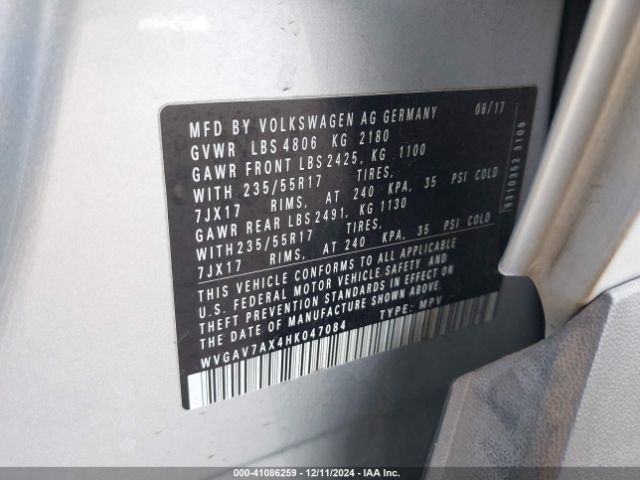 MFD BY VOLKSWAGEN AG GERMANY 08/17
GVWR LBS 4806 KG 2180
GAWR FRONT LBS 2425, KG 1100
WITH 235/55R17 TIRES,
7JX17 RIMS, AT 240 KPA, 35 PSI COLD
GAWR REAR LBS 2491, KG 1130
WITH 235/55R17 TIRES,
7JX17 RIMS, AT 240 KPA, 35 PSI COLD
THIS VEHICLE CONFORMS TO ALL APPLICABLE
U.S. FEDERAL MOTOR VEHICLE SAFETY AND
THEFT PREVENTION STANDARDS IN EFFECT ON
THE DATE OF MANUFACTURE SHOWN ABOVE.
WVGAV7AX4HK047084 TYPE: MPV
000-41086259 - 12/11/2024 - IAA Inc.